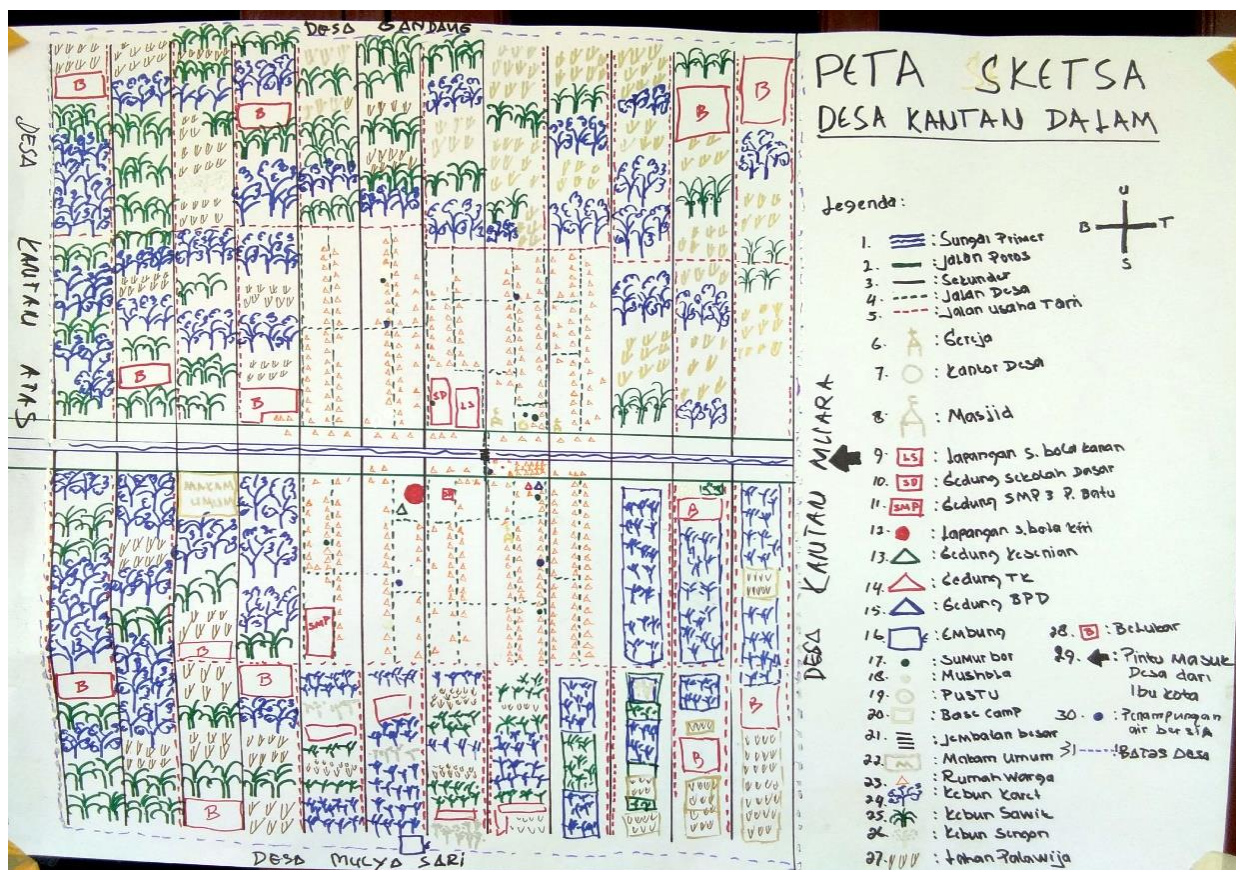 DESA GANDANG
PETA SKETSA
DESA KANTAN DALAM
DESA KANTAN ATAS
DESA KANTAN MUARA
DESA MULYA SARI
Legenda:
U
B T
S
1. : Sungai Primer
2. : Jalan Poros
3. : Sekunder
4. : Jalan Desa
5. : Jalan Usaha Tani
6. : Gereja
7. : Kantor Desa
8. : Masjid
9. LS : Lapangan S. bola kanan
10. SD : Gedung Sekolah Dasar
11. SMP : Gedung SMP 3 P. Batu
12. : Lapangan S. bola kiri
13. : Gedung Kesenian
14. : Gedung TK
15. : Gedung BPD
16. : Embung
17. : Sumur bor
18. : Mushola
19. : PUSTU
20. : Base camp
21. : Jembatan besar
22. M : Makam Umum
23. : Rumah Warga
24. : Kebun Karet
25. : Kebun Sawit
26. : Kebun Sengon
27. : Lahan Palawija
28. B : Belukar
29. : Pintu Masuk
Desa dari
Ibu Kota
30. : Penampungan
air bersih
31 : Batas Desa
B
B
B
B
B
B
SD
LS
MAKAM
UMUM
B
SMP
B
B
B
B
B
B